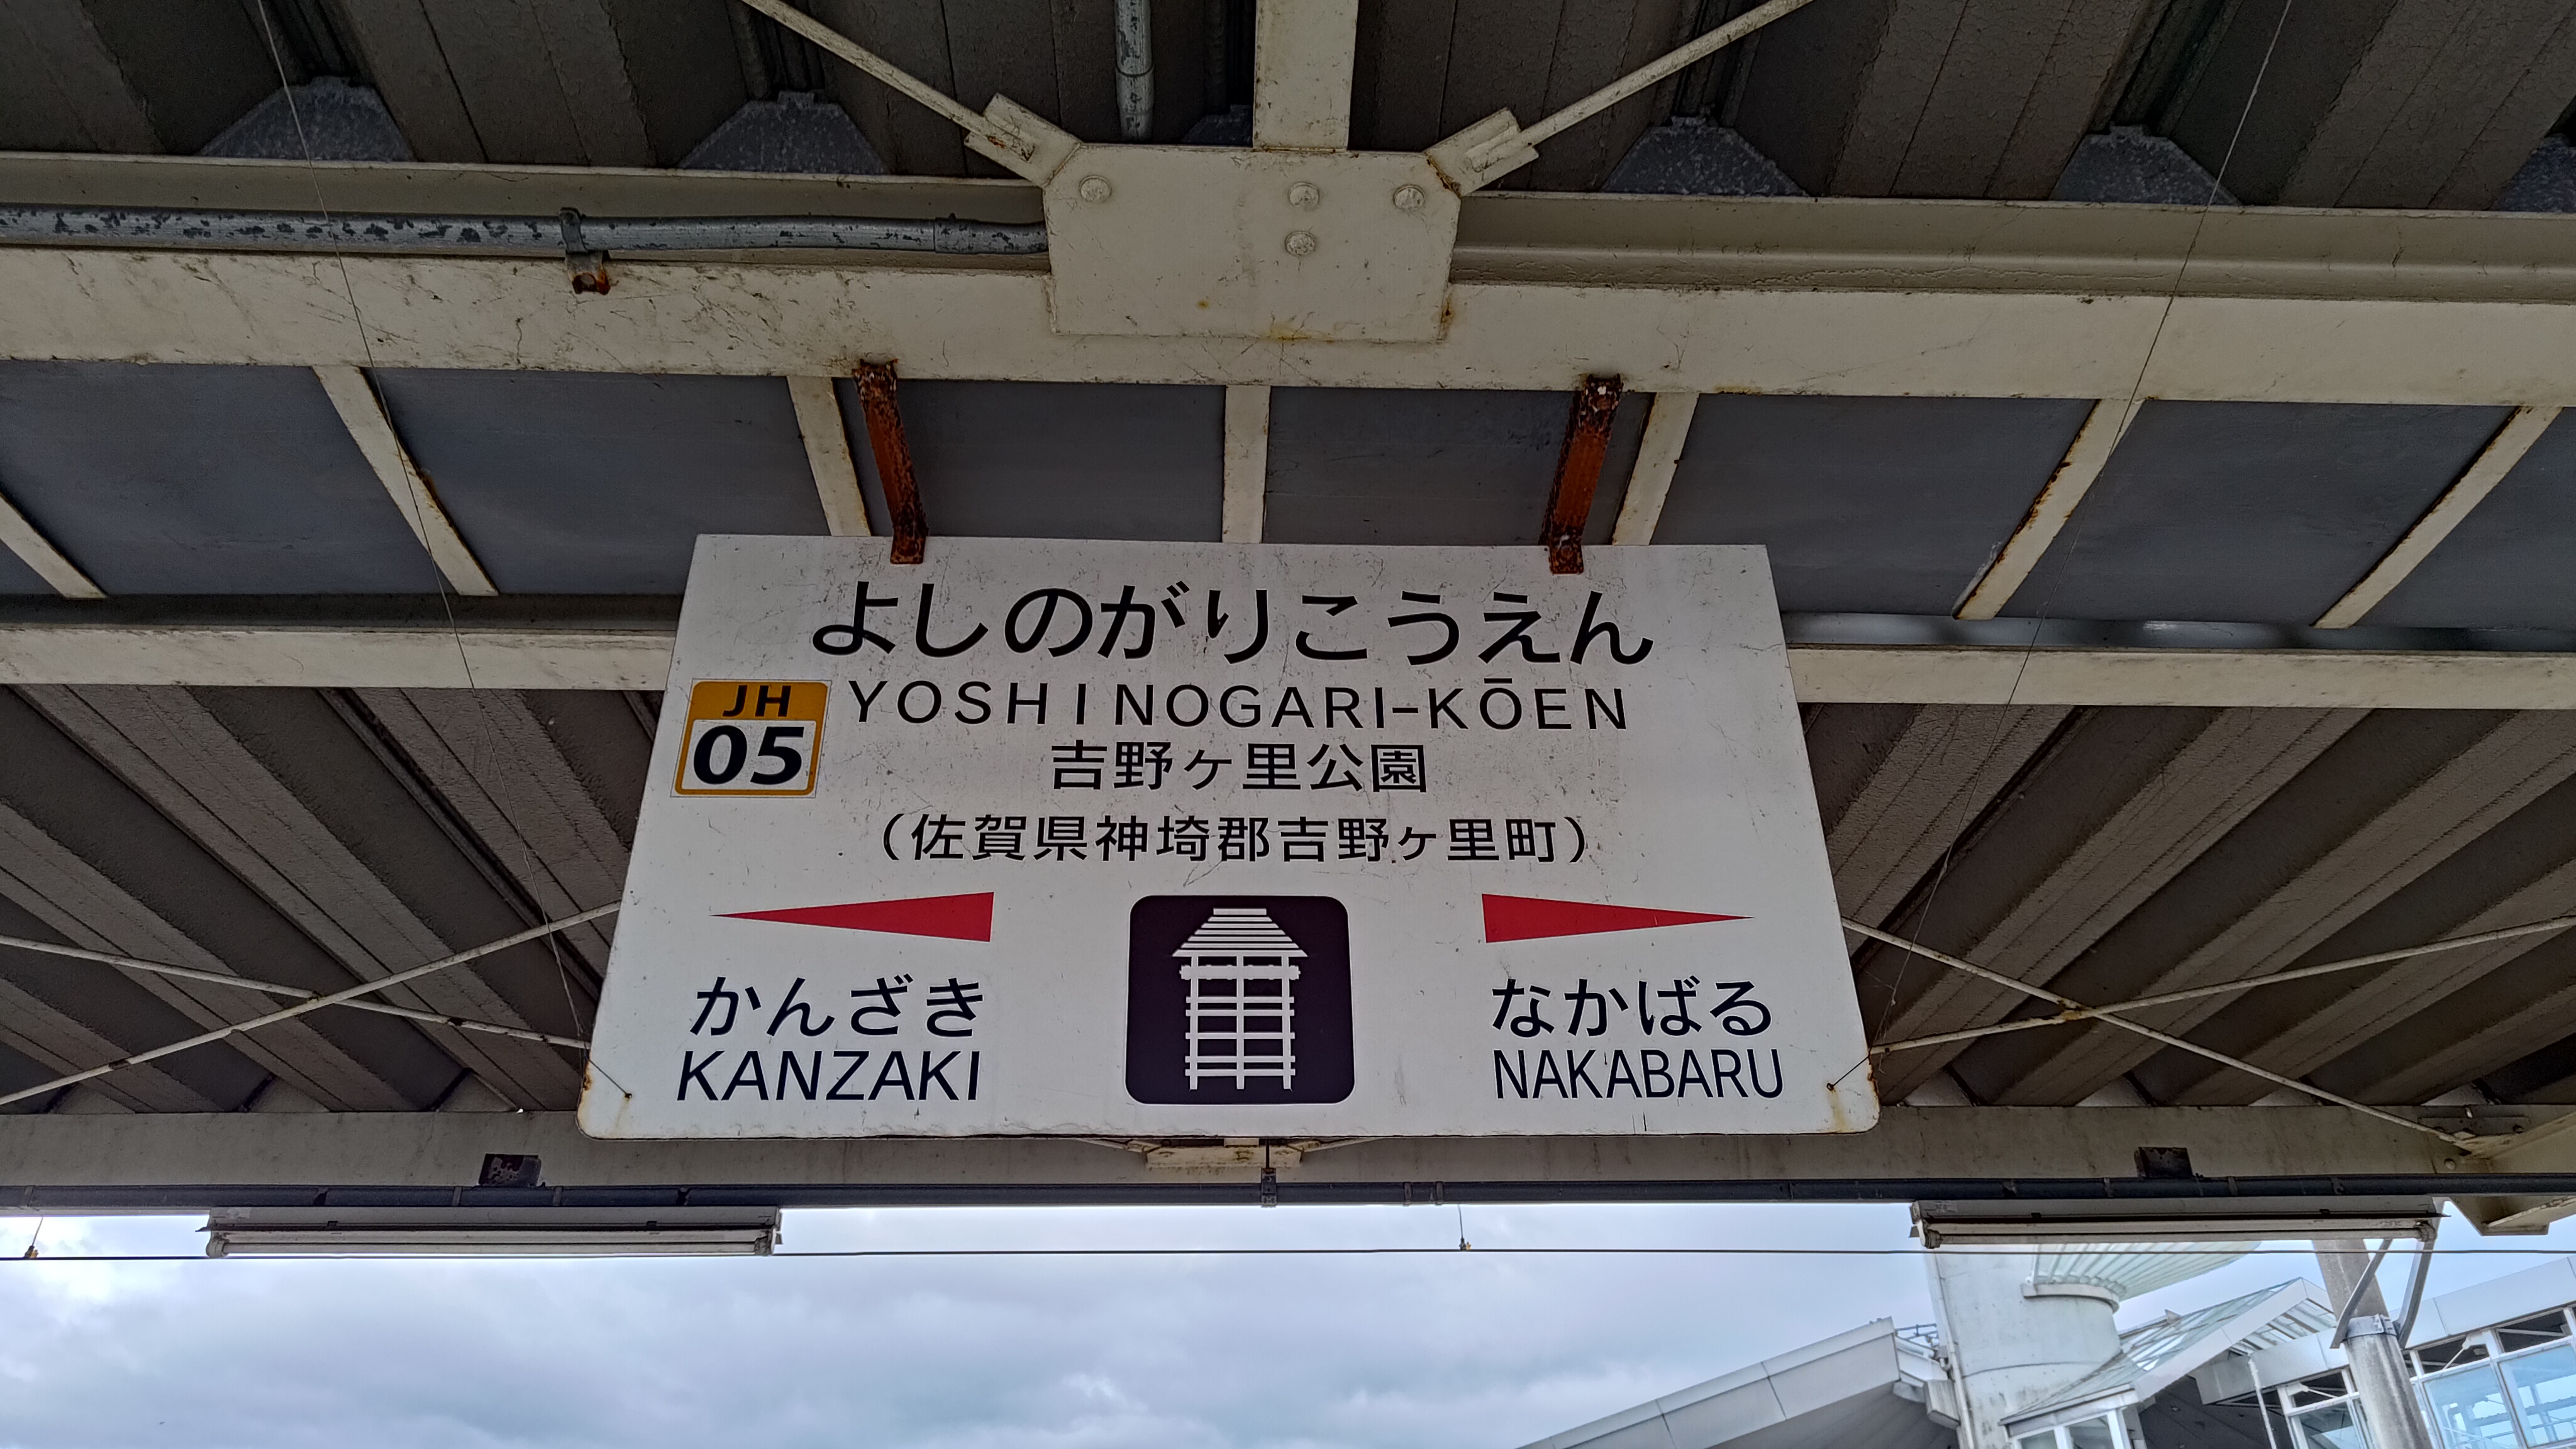 よしのがりこうえん
JH
05
YOSHINOGARI-KŌEN
吉野ヶ里公園
（佐賀県神埼郡吉野ヶ里町）
かんざき
KANZAKI
なかばる
NAKABARU